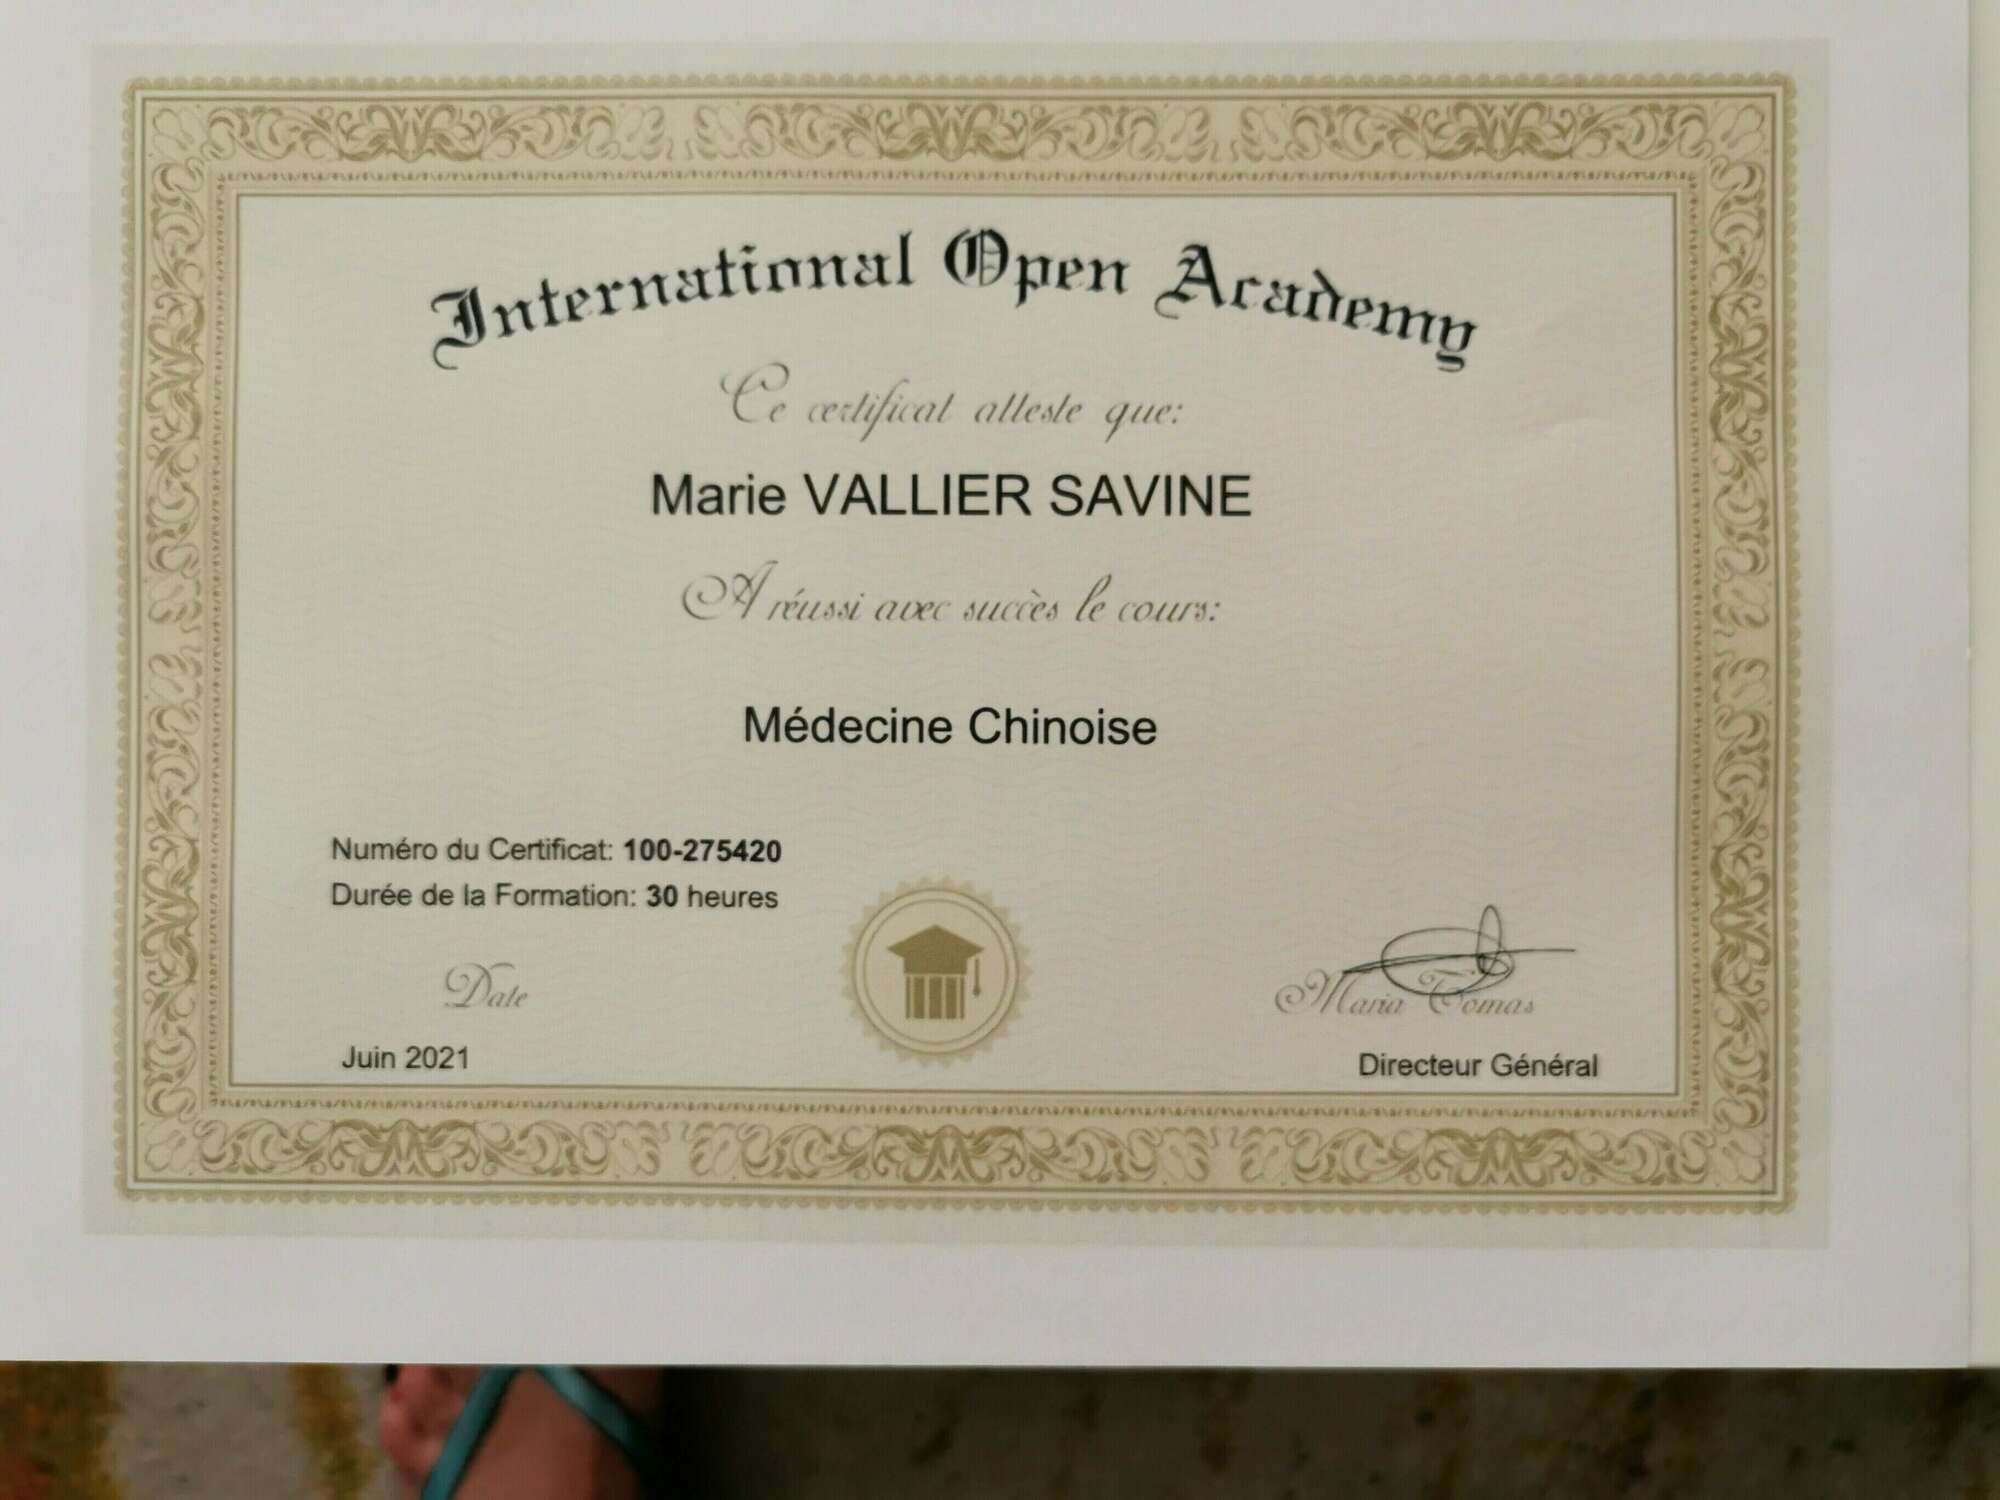 International Open Academy
Ce certificat atteste que:
Marie VALLIER SAVINE
A réussi avec succès le cours:
Médecine Chinoise
Numéro du Certificat: 100-275420
Durée de la Formation: 30 heures
Date
Juin 2021
Maria Tomas
Directeur Général